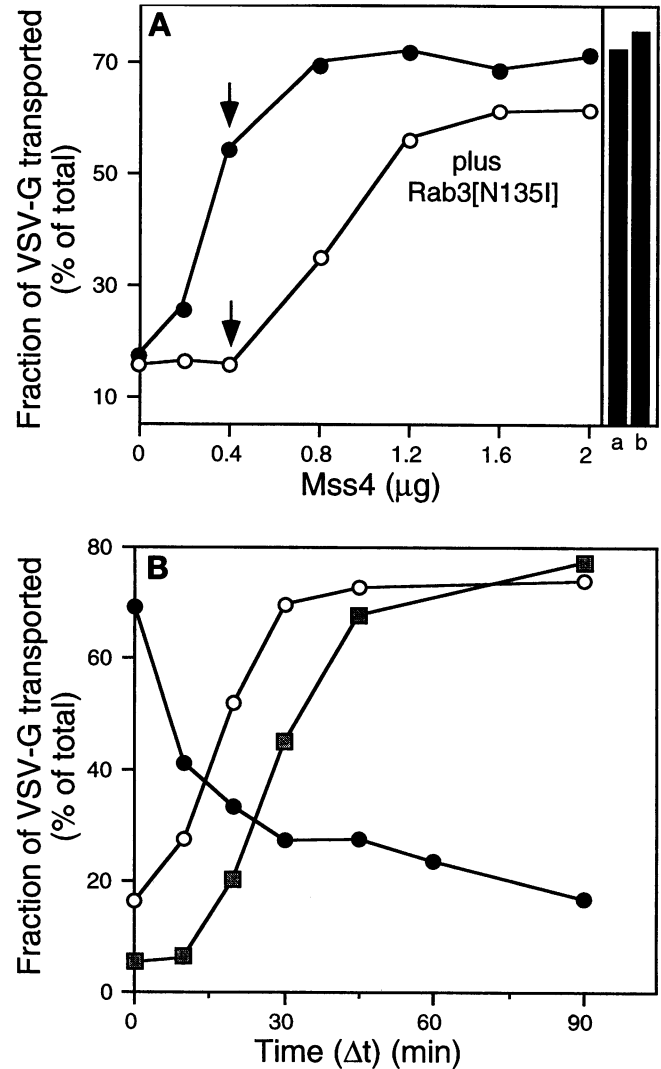 A
Fraction of VSV-G transported
(% of total)
70
50
30
10
plus
Rab3[N135I]
0
0.4
0.8
1.2
1.6
2
a
b
Mss4 (μg)
B
Fraction of VSV-G transported
(% of total)
80
60
40
20
0
0
30
60
90
Time (Δt) (min)